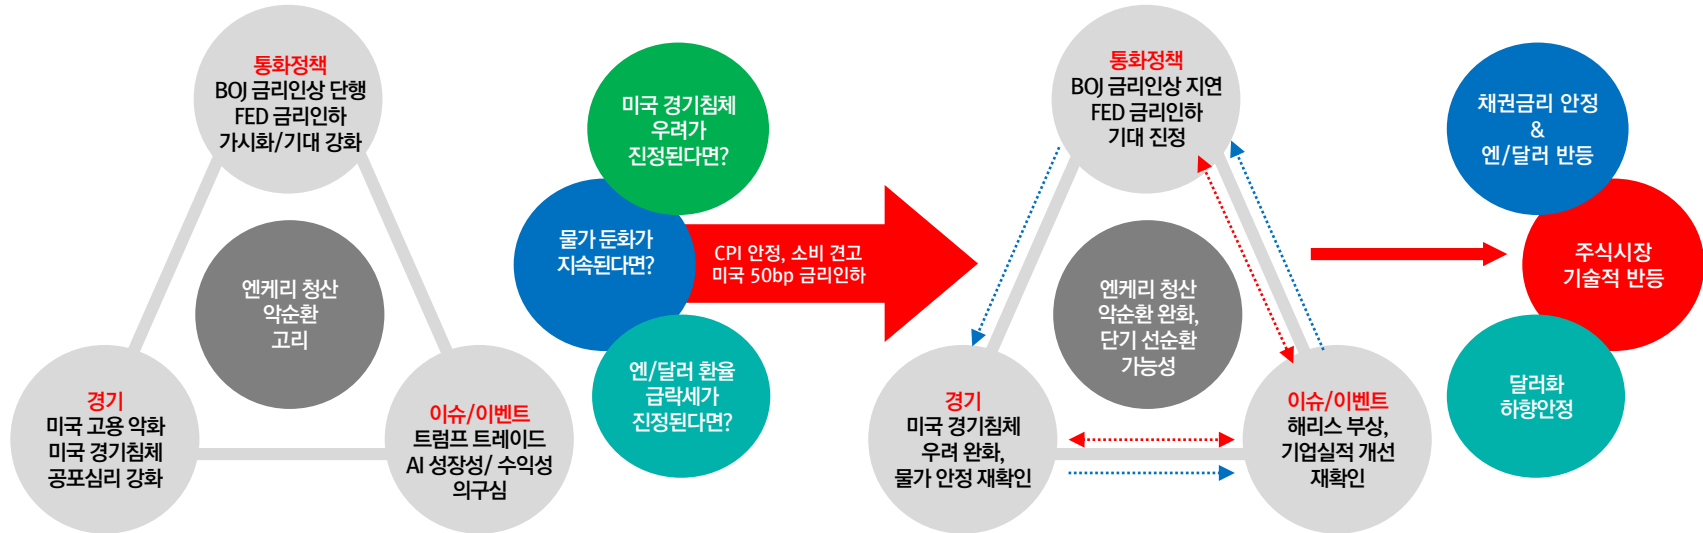 통화정책
BOJ 금리인상 단행
FED 금리인하
가시화/기대 강화
엔케리 청산
악순환
고리
경기
미국 고용 악화
미국 경기침체
공포심리 강화
이슈/이벤트
트럼프 트레이드
AI 성장성/ 수익성
의구심
미국 경기침체
우려가
진정된다면?
물가 둔화가
지속된다면?
엔/달러 환율
급락세가
진정된다면?
CPI 안정, 소비 견고
미국 50bp 금리인하
통화정책
BOJ 금리인상 지연
FED 금리인하
기대 진정
엔케리 청산
악순환 완화,
단기 선순환
가능성
경기
미국 경기침체
우려 완화,
물가 안정 재확인
이슈/이벤트
해리스 부상,
기업실적 개선
재확인
채권금리 안정
&
엔/달러 반등
주식시장
기술적 반등
달러화
하향안정